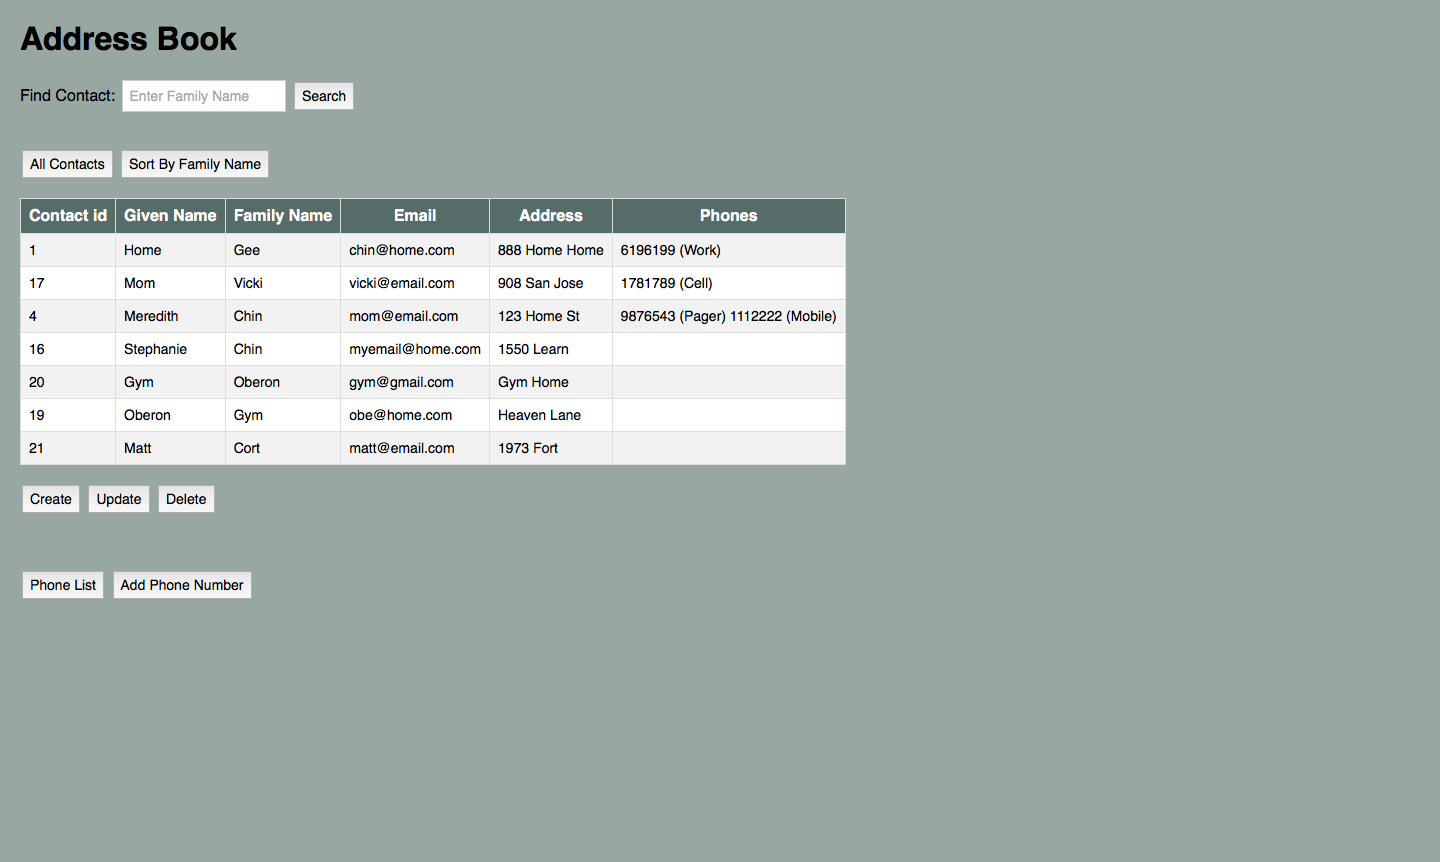 Address Book
Find Contact: Enter Family Name Search
All Contacts Sort By Family Name
Contact id Given Name Family Name Email Address Phones
1 Home Gee chin@home.com 888 Home Home 6196199 (Work)
17 Mom Vicki vicki@email.com 908 San Jose 1781789 (Cell)
4 Meredith Chin mom@email.com 123 Home St 9876543 (Pager) 1112222 (Mobile)
16 Stephanie Chin myemail@home.com 1550 Learn
20 Gym Oberon gym@gmail.com Gym Home
19 Oberon Gym obe@home.com Heaven Lane
21 Matt Cort matt@email.com 1973 Fort
Create Update Delete
Phone List Add Phone Number